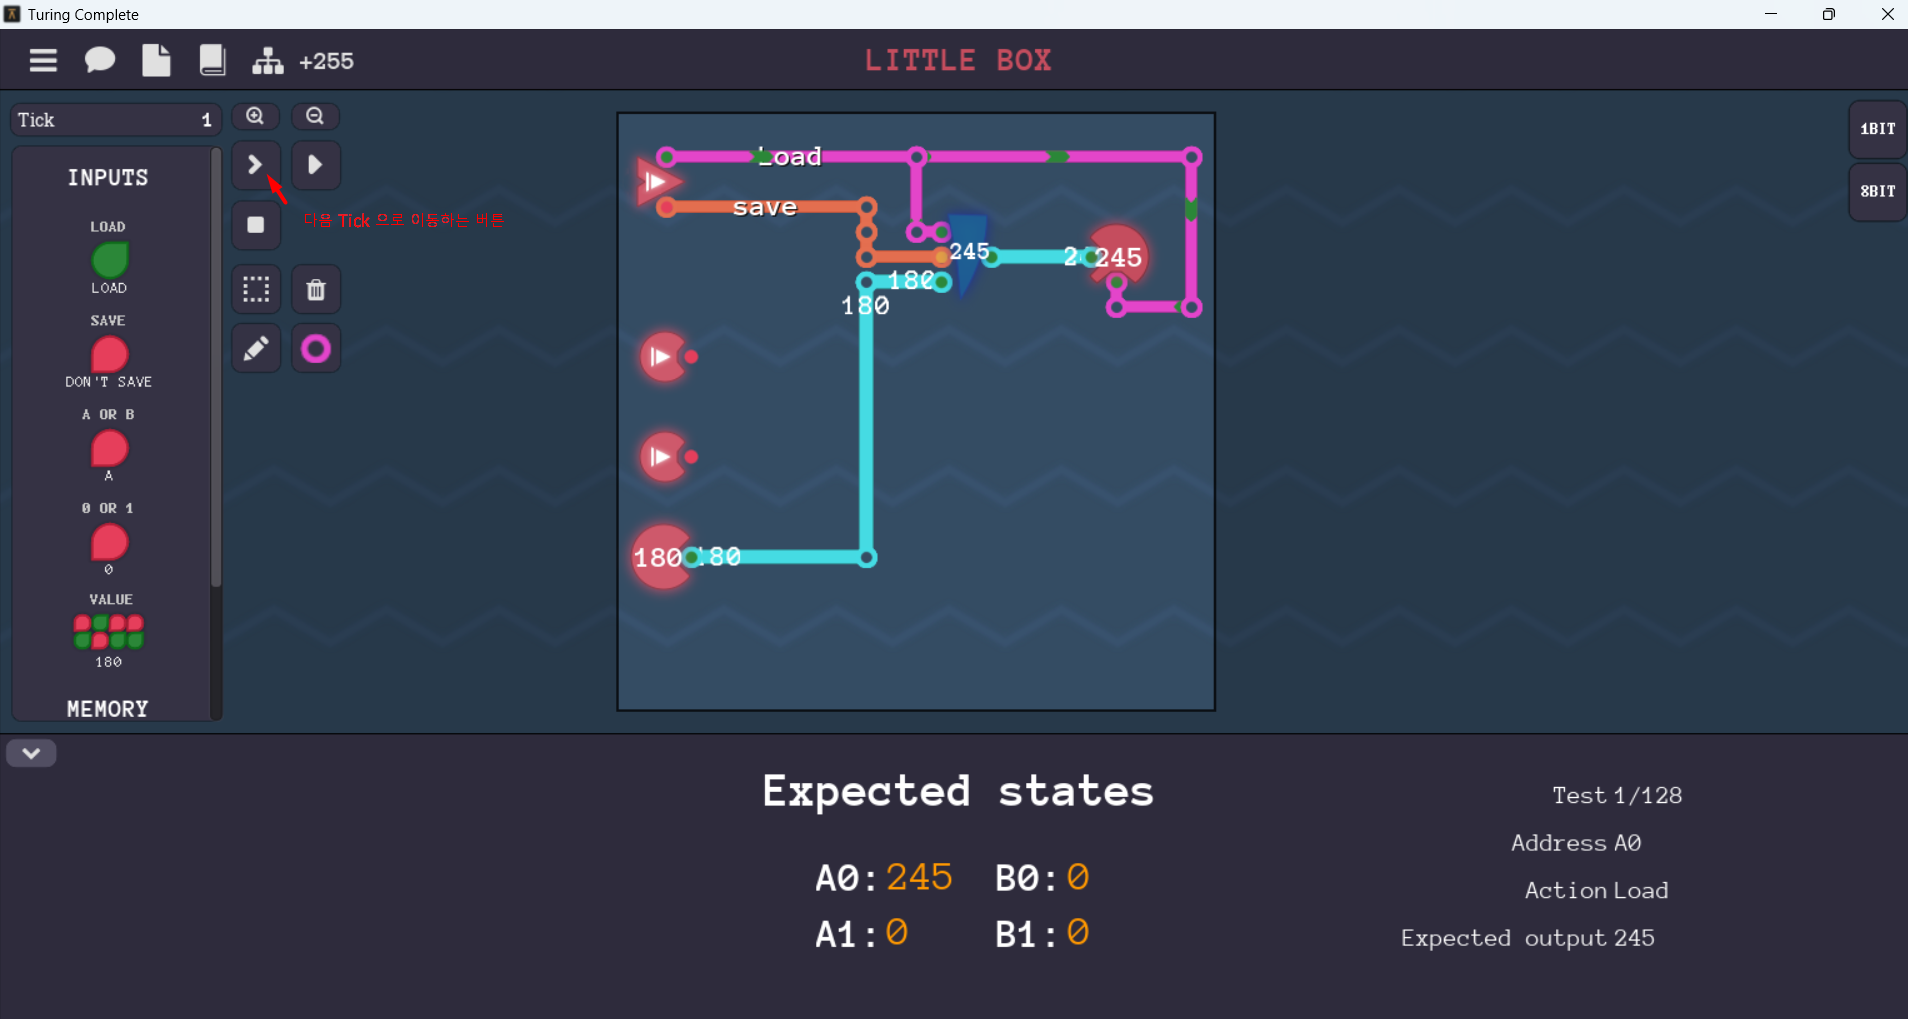 Turing Complete
+255
LITTLE BOX
Tick 1
1BIT
8BIT
INPUTS
LOAD
LOAD
SAVE
DON'T SAVE
A OR B
A
0 OR 1
0
VALUE
180
MEMORY
다음 Tick 으로 이동하는 버튼
Load
save
245
245
180
180
180
180
Expected states
A0:245 B0:0
A1:0 B1:0
Test 1/128
Address A0
Action Load
Expected output 245